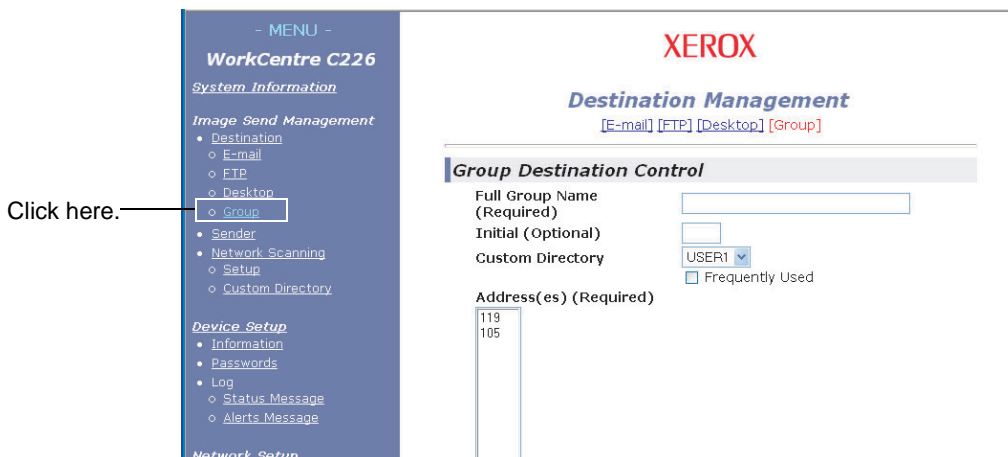 - MENU -
WorkCentre C226
System Information
Image Send Management
• Destination
○ E-mail
○ FTP
○ Desktop
○ Group
• Sender
• Network Scanning
○ Setup
○ Custom Directory
Device Setup
• Information
• Passwords
• Log
○ Status Message
○ Alerts Message
Network Setup
Click here.
XEROX
Destination Management
[E-mail] [FTP] [Desktop] [Group]
Group Destination Control
Full Group Name
(Required)
Initial (Optional)
Custom Directory USER1
Frequently Used
Address(es) (Required)
119
105